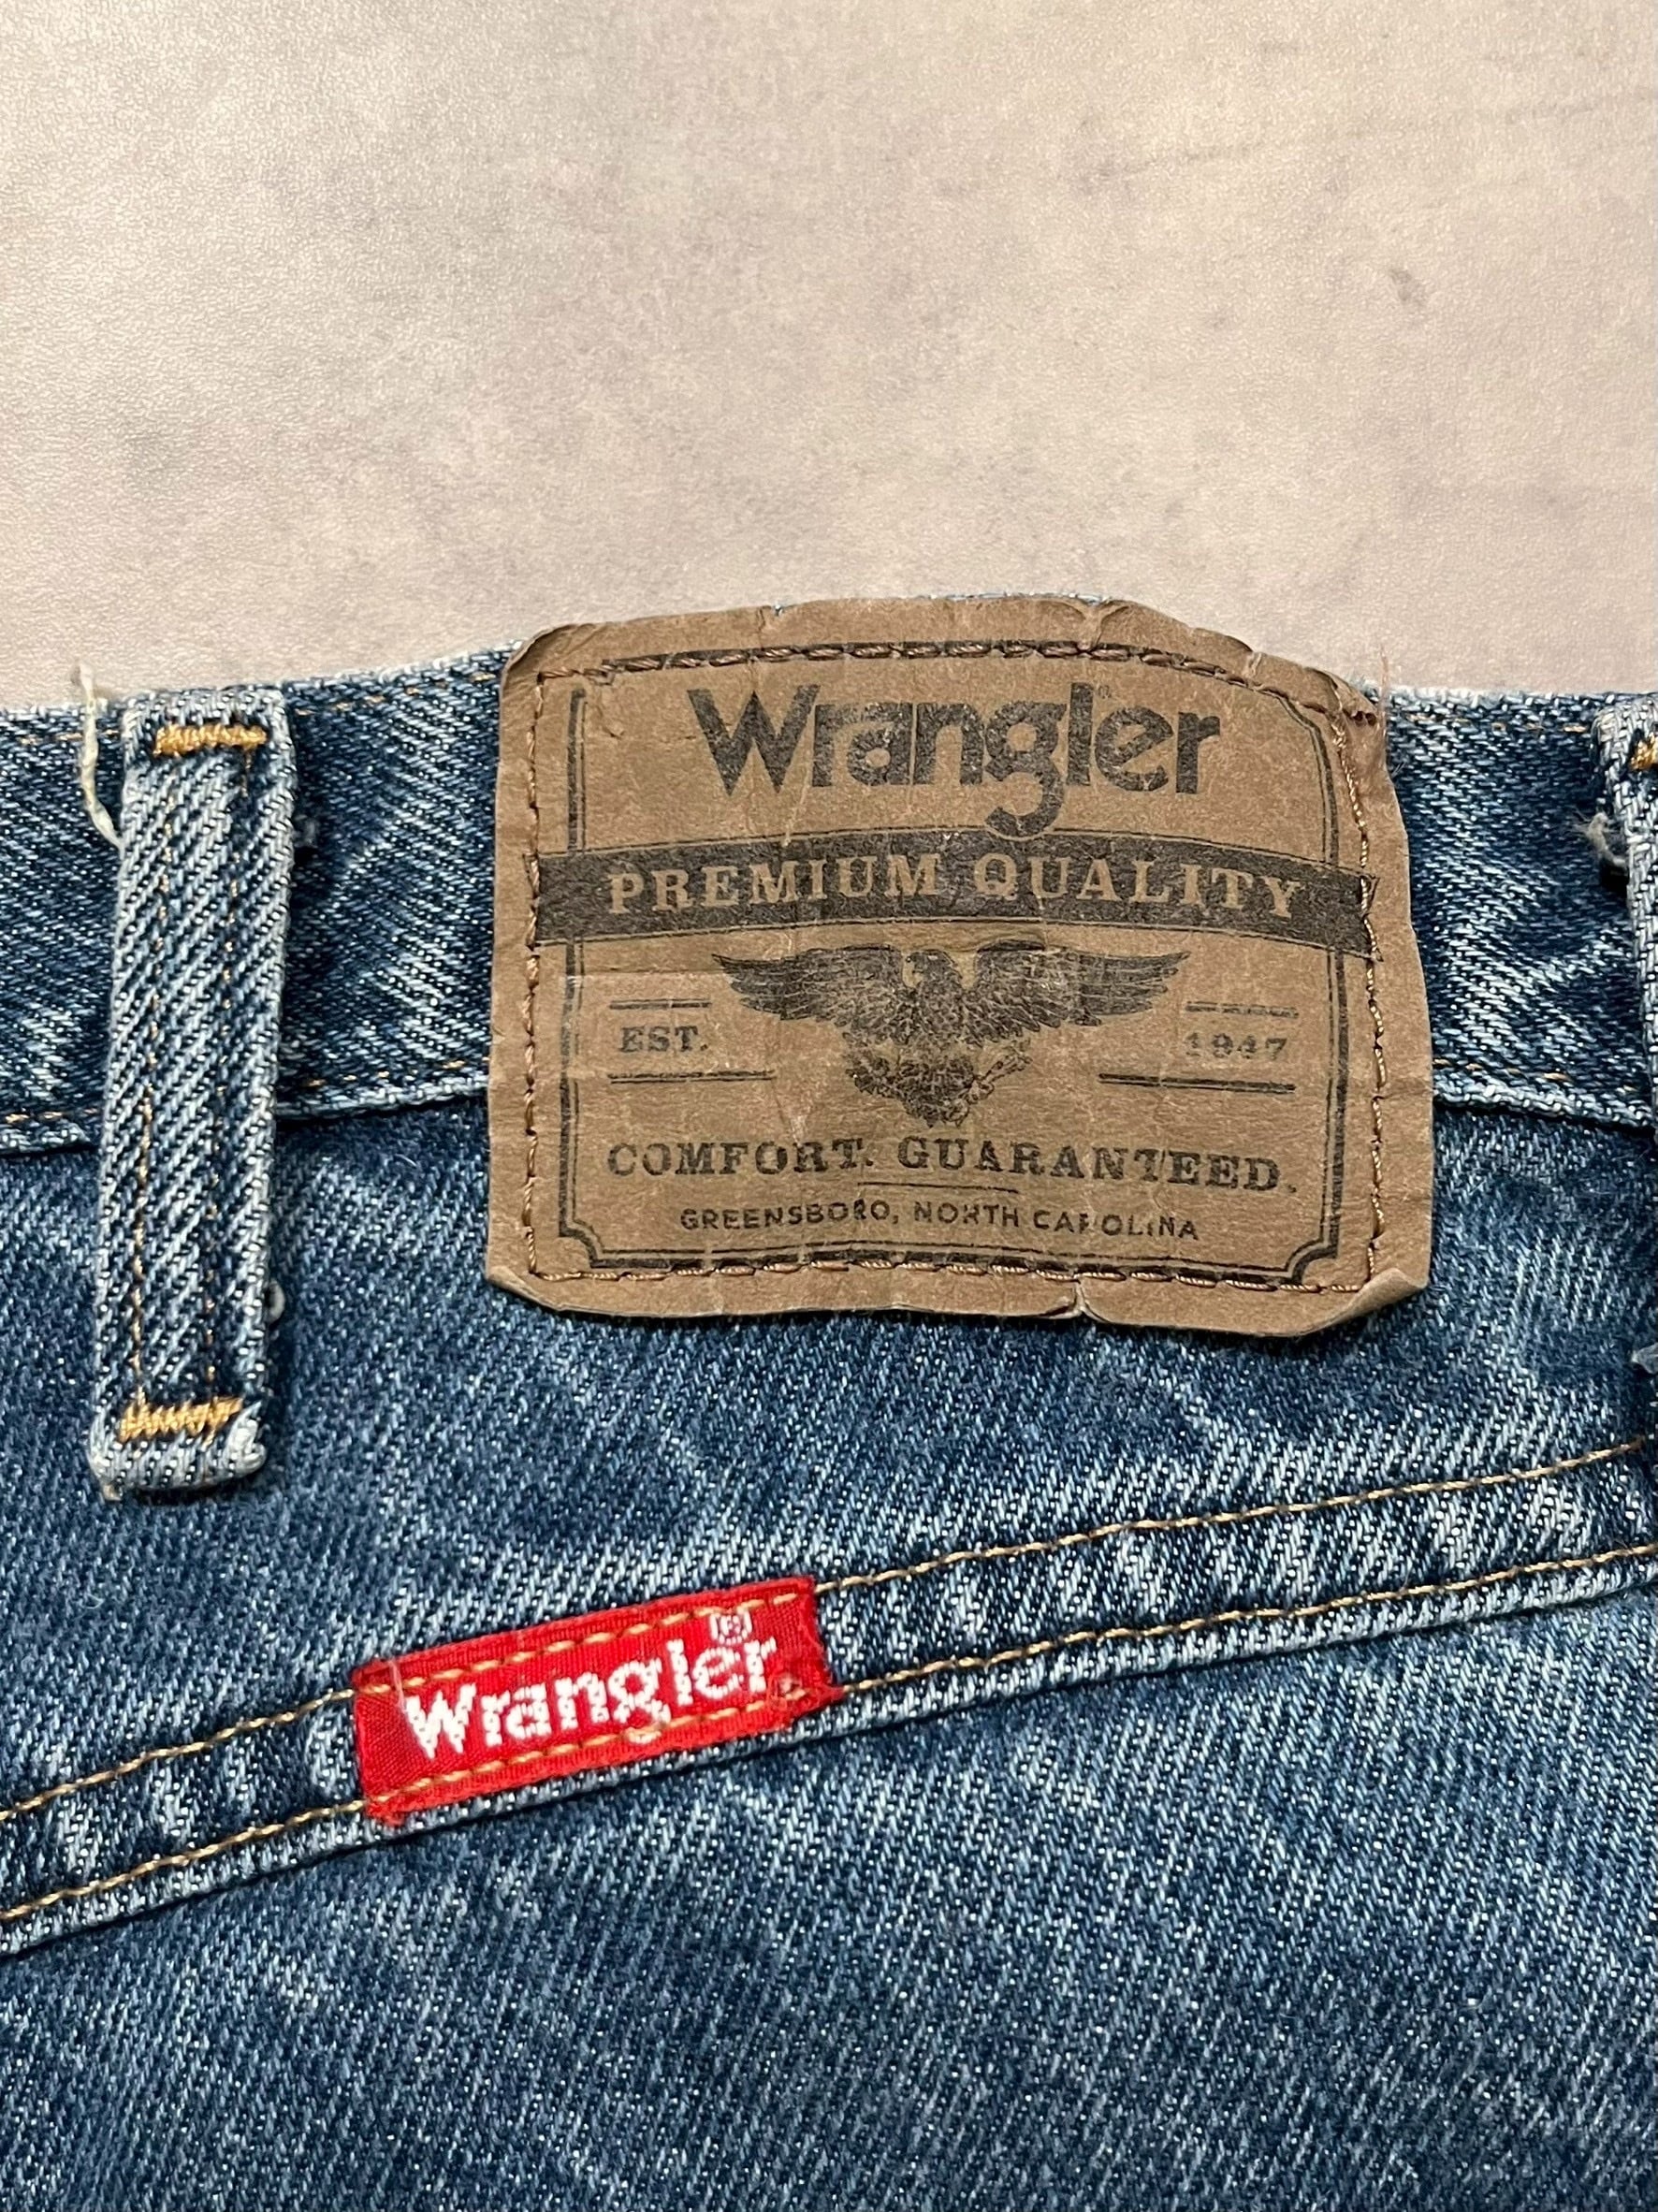 Wrangler®
PREMIUM QUALITY
EST. 1947
COMFORT. GUARANTEED.
GREENSBORO, NORTH CAROLINA
Wrangler®